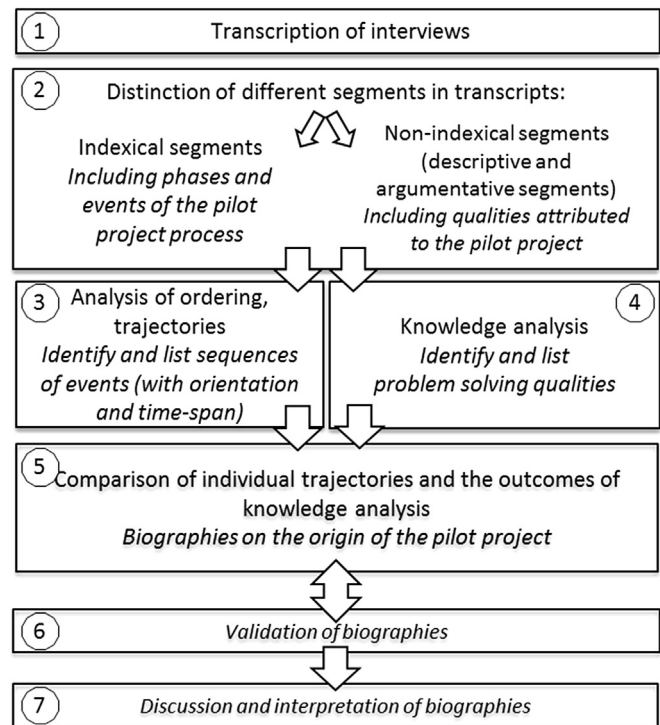 1 Transcription of interviews
2 Distinction of different segments in transcripts:
Indexical segments
Including phases and
events of the pilot
project process
Non-indexical segments
(descriptive and
argumentative segments)
Including qualities attributed
to the pilot project
3 Analysis of ordering,
trajectories
Identify and list sequences
of events (with orientation
and time-span)
4
Knowledge analysis
Identify and list
problem solving qualities
5 Comparison of individual trajectories and the outcomes of
knowledge analysis
Biographies on the origin of the pilot project
6 Validation of biographies
7 Discussion and interpretation of biographies